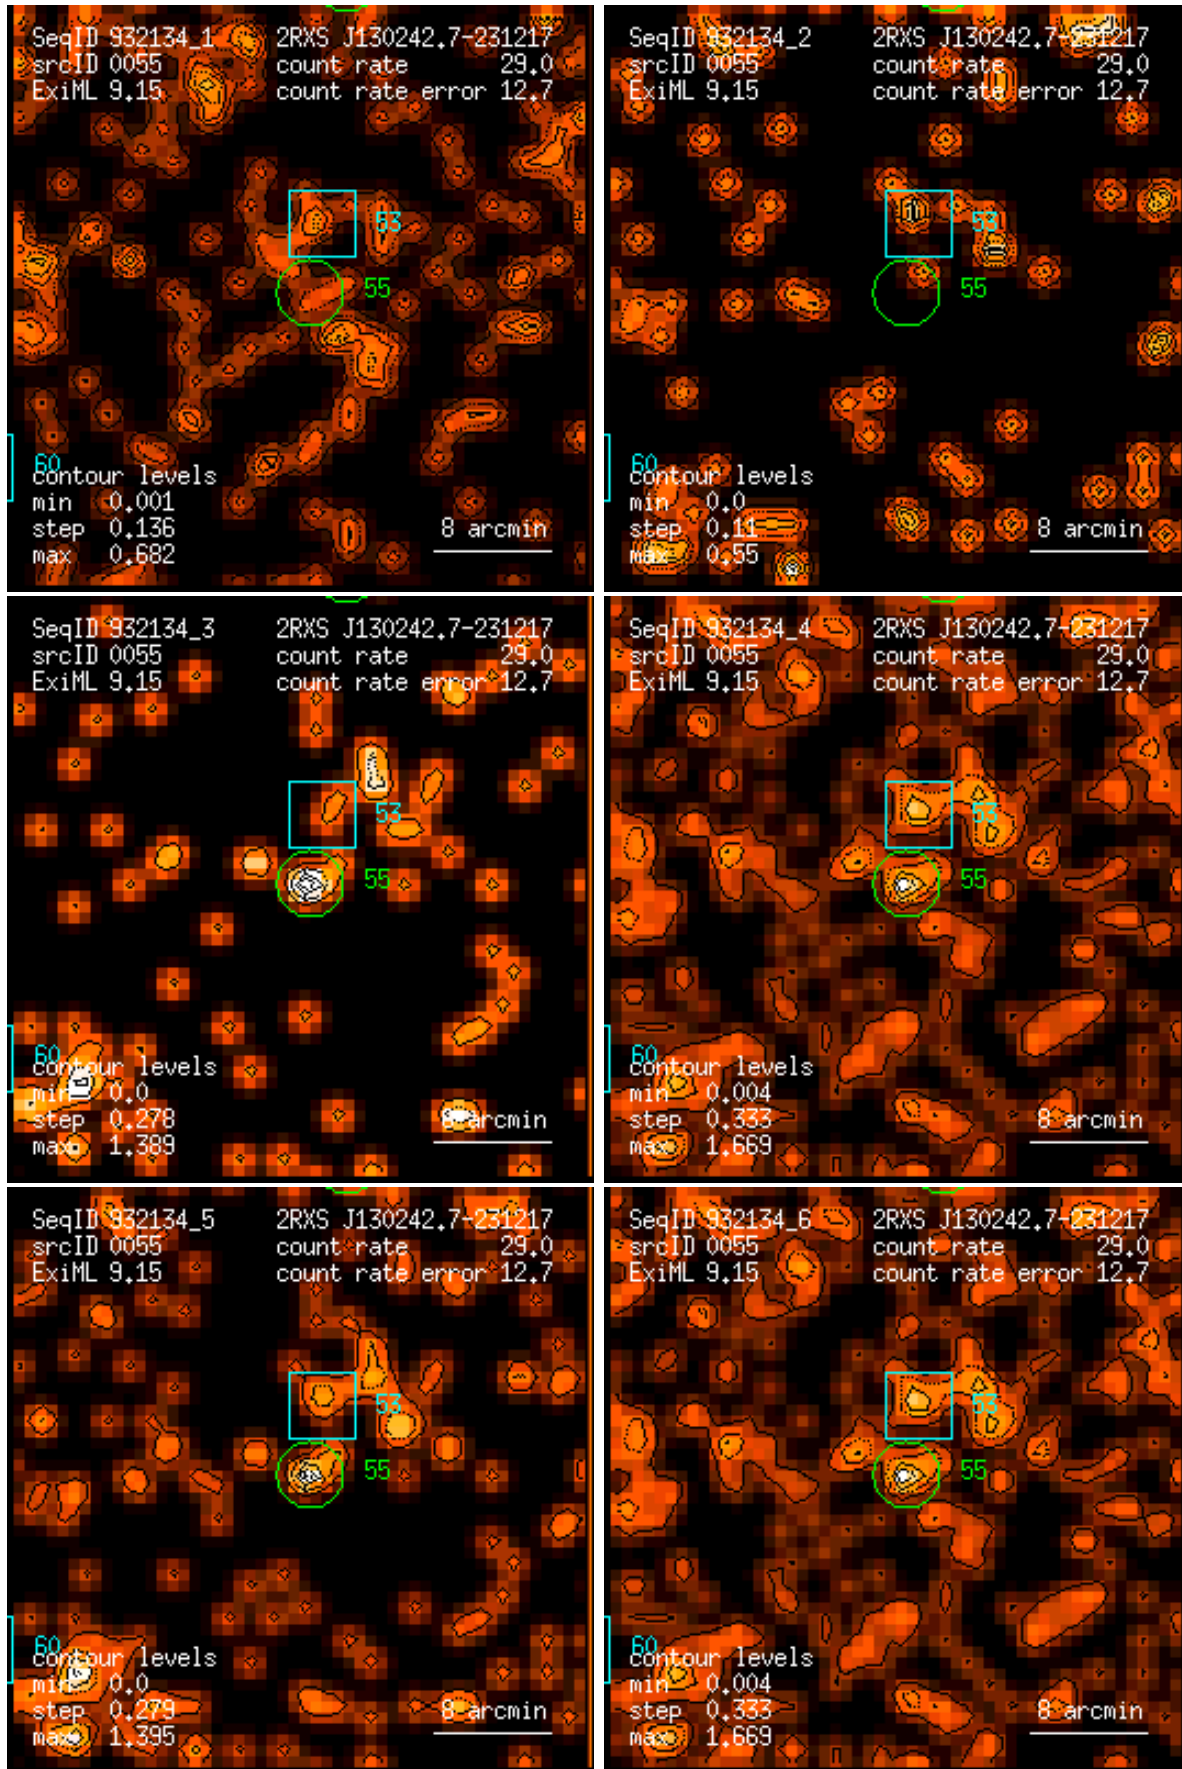 SeqID 932134_1 2RXS J130242.7-231217
srcID 0055 count rate 29.0
ExiML 9.15 count rate error 12.7
53
55
60
contour levels
min 0.001
step 0.136 8 arcmin
max 0.682
SeqID 932134_2 2RXS J130242.7-231217
srcID 0055 count rate 29.0
ExiML 9.15 count rate error 12.7
53
55
60
contour levels
min 0.0
step 0.11 8 arcmin
max 0.55
SeqID 932134_3 2RXS J130242.7-231217
srcID 0055 count rate 29.0
ExiML 9.15 count rate error 12.7
53
55
60
contour levels
min 0.0
step 0.278 8 arcmin
max 1.389
SeqID 932134_4 2RXS J130242.7-231217
srcID 0055 count rate 29.0
ExiML 9.15 count rate error 12.7
53
55
60
contour levels
min 0.004
step 0.333 8 arcmin
max 1.669
SeqID 932134_5 2RXS J130242.7-231217
srcID 0055 count rate 29.0
ExiML 9.15 count rate error 12.7
53
55
60
contour levels
min 0.0
step 0.279 8 arcmin
max 1.395
SeqID 932134_6 2RXS J130242.7-231217
srcID 0055 count rate 29.0
ExiML 9.15 count rate error 12.7
53
55
60
contour levels
min 0.004
step 0.333 8 arcmin
max 1.669